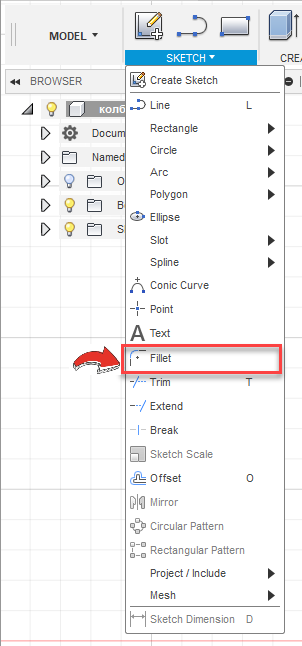 MODEL
SKETCH
CREA
BROWSER
Create Sketch
колб
Line L
Docum
Rectangle
Named
Circle
O
Arc
B
Polygon
S
Ellipse
Slot
Spline
Conic Curve
Point
Text
Fillet
Trim T
Extend
Break
Sketch Scale
Offset O
Mirror
Circular Pattern
Rectangular Pattern
Project / Include
Mesh
Sketch Dimension D